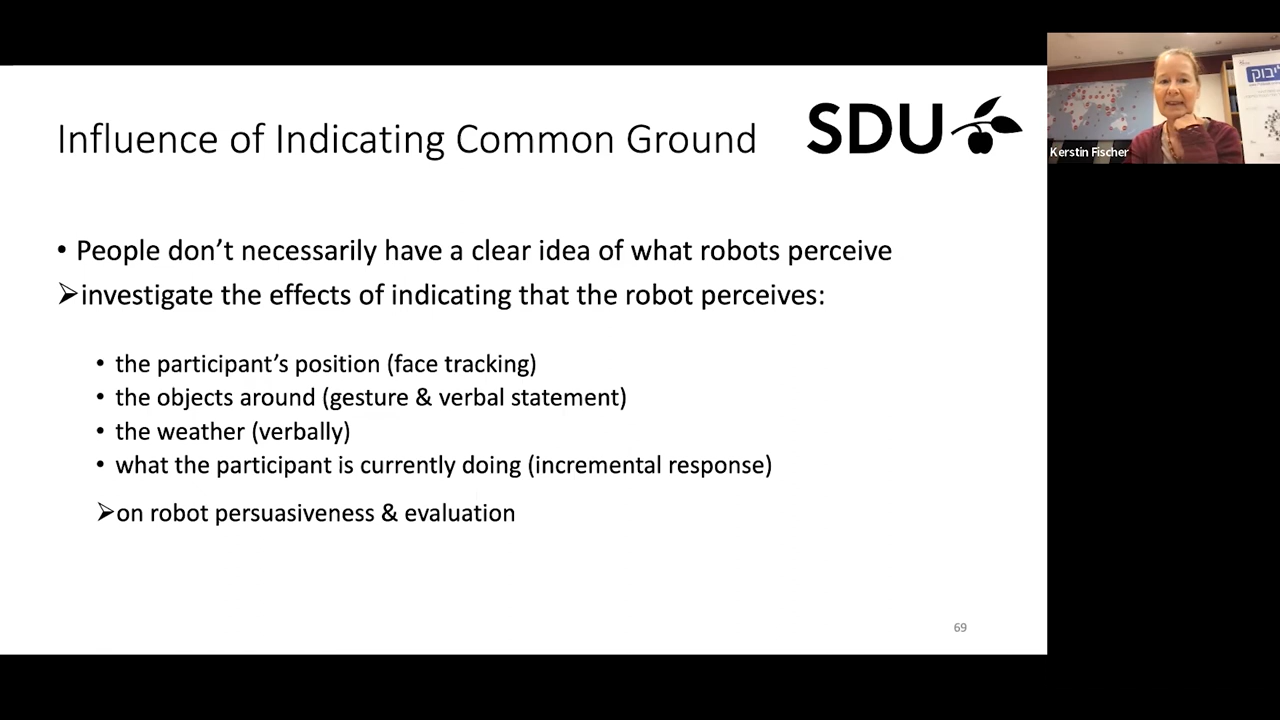 Influence of Indicating Common Ground
SDU
• People don’t necessarily have a clear idea of what robots perceive
➢investigate the effects of indicating that the robot perceives:
• the participant’s position (face tracking)
• the objects around (gesture & verbal statement)
• the weather (verbally)
• what the participant is currently doing (incremental response)
➢on robot persuasiveness & evaluation
69
Kerstin Fischer